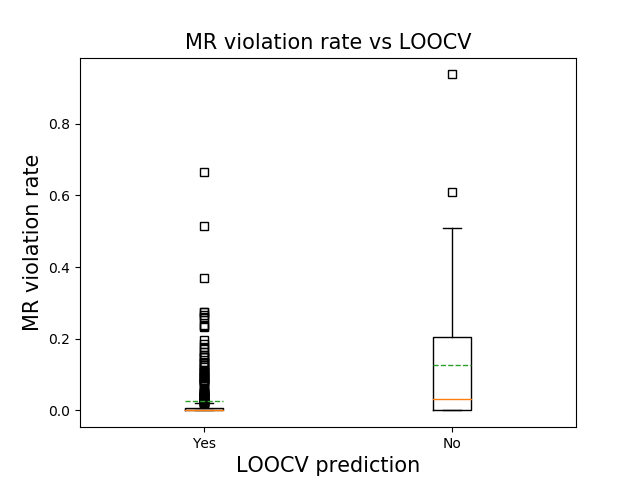 MR violation rate vs LOOCV
MR violation rate
0.8
0.6
0.4
0.2
0.0
Yes
No
LOOCV prediction